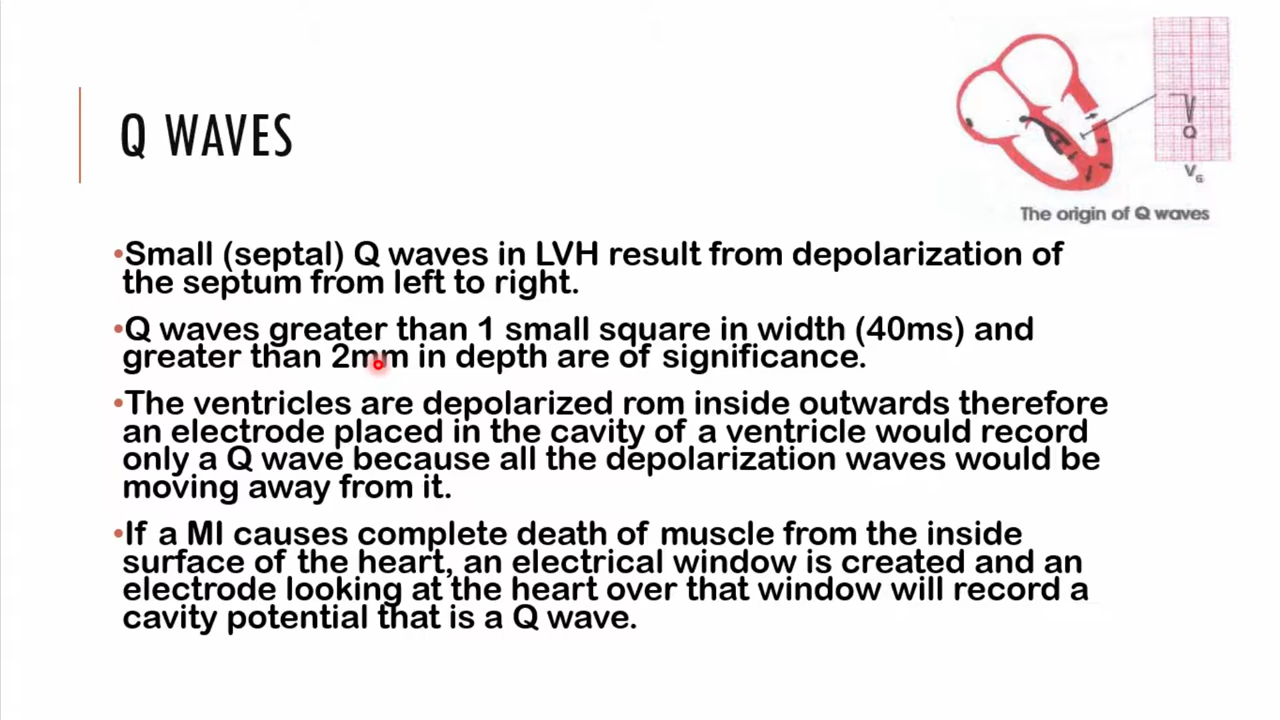 Q WAVES
Q
V6
The origin of Q waves
•Small (septal) Q waves in LVH result from depolarization of
the septum from left to right.
•Q waves greater than 1 small square in width (40ms) and
greater than 2mm in depth are of significance.
•The ventricles are depolarized rom inside outwards therefore
an electrode placed in the cavity of a ventricle would record
only a Q wave because all the depolarization waves would be
moving away from it.
•If a MI causes complete death of muscle from the inside
surface of the heart, an electrical window is created and an
electrode looking at the heart over that window will record a
cavity potential that is a Q wave.